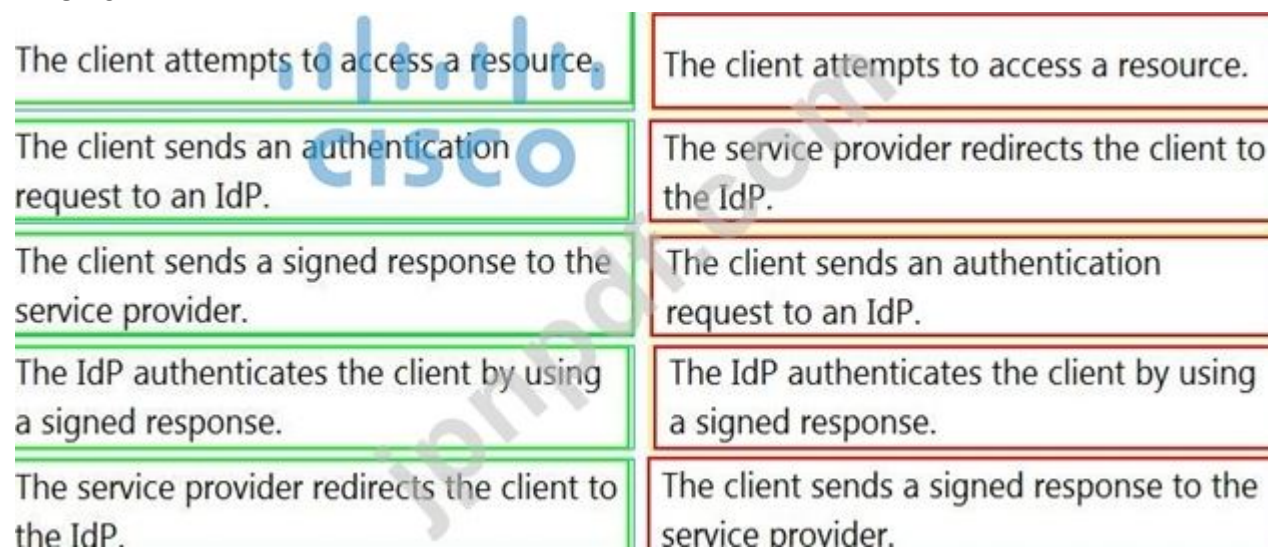 The client attempts to access a resource.
The client sends an authentication
request to an IdP.
The client sends a signed response to the
service provider.
The IdP authenticates the client by using
a signed response.
The service provider redirects the client to
the IdP.
The client attempts to access a resource.
The service provider redirects the client to
the IdP.
The client sends an authentication
request to an IdP.
The IdP authenticates the client by using
a signed response.
The client sends a signed response to the
service provider.
CISCO
jpnpdf.com